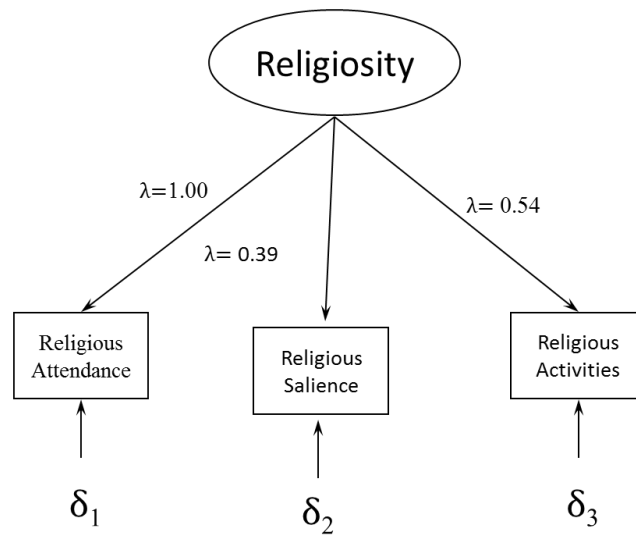 Religiosity
λ=1.00
λ= 0.39
λ= 0.54
Religious
Attendance
Religious
Salience
Religious
Activities
δ1
δ2
δ3